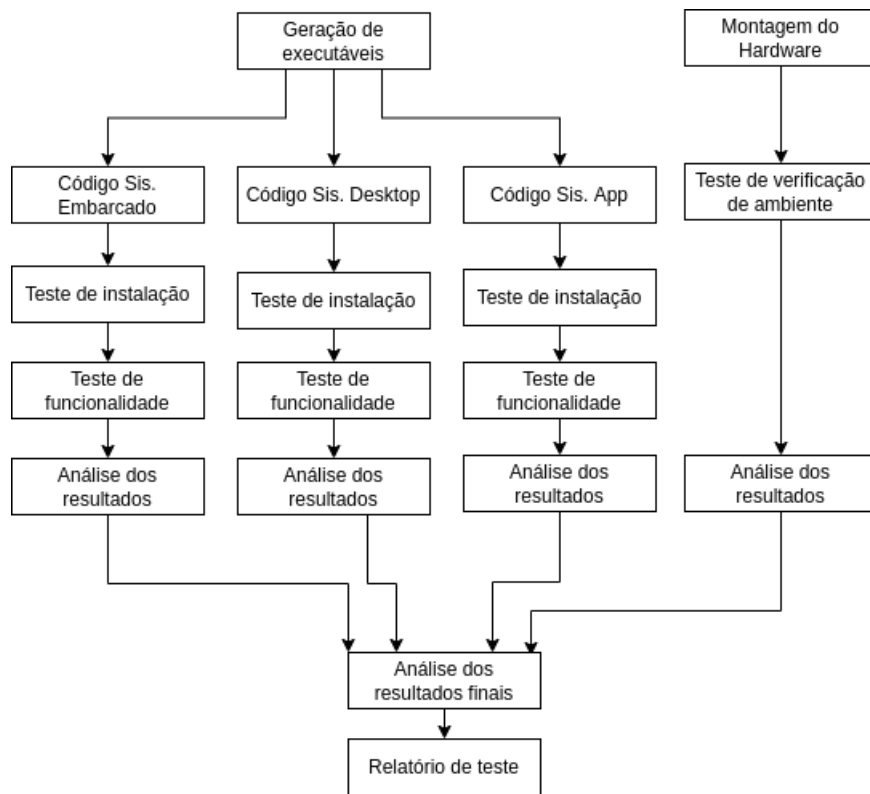 Geração de
executáveis
Montagem do
Hardware
Código Sis.
Embarcado
Código Sis. Desktop
Código Sis. App
Teste de verificação
de ambiente
Teste de instalação
Teste de instalação
Teste de instalação
Teste de
funcionalidade
Teste de
funcionalidade
Teste de
funcionalidade
Análise dos
resultados
Análise dos
resultados
Análise dos
resultados
Análise dos
resultados
Análise dos
resultados finais
Relatório de teste